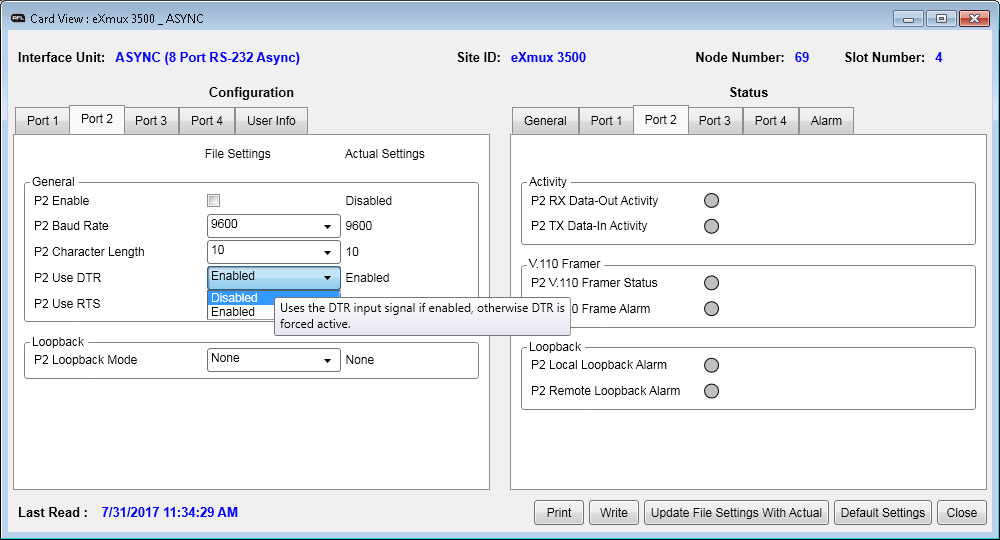 AFL Card View : eXmux 3500 _ ASYNC
Interface Unit: ASYNC (8 Port RS-232 Async) Site ID: eXmux 3500 Node Number: 69 Slot Number: 4
Configuration
Port 1 Port 2 Port 3 Port 4 User Info
File Settings Actual Settings
General
P2 Enable Disabled
P2 Baud Rate 9600 9600
P2 Character Length 10 10
P2 Use DTR Enabled Enabled
Disabled
P2 Use RTS Enabled
Uses the DTR input signal if enabled, otherwise DTR is
forced active.
Loopback
P2 Loopback Mode None None
Status
General Port 1 Port 2 Port 3 Port 4 Alarm
Activity
P2 RX Data-Out Activity
P2 TX Data-In Activity
V.110 Framer
P2 V.110 Framer Status
0 Frame Alarm
Loopback
P2 Local Loopback Alarm
P2 Remote Loopback Alarm
Last Read : 7/31/2017 11:34:29 AM Print Write Update File Settings With Actual Default Settings Close